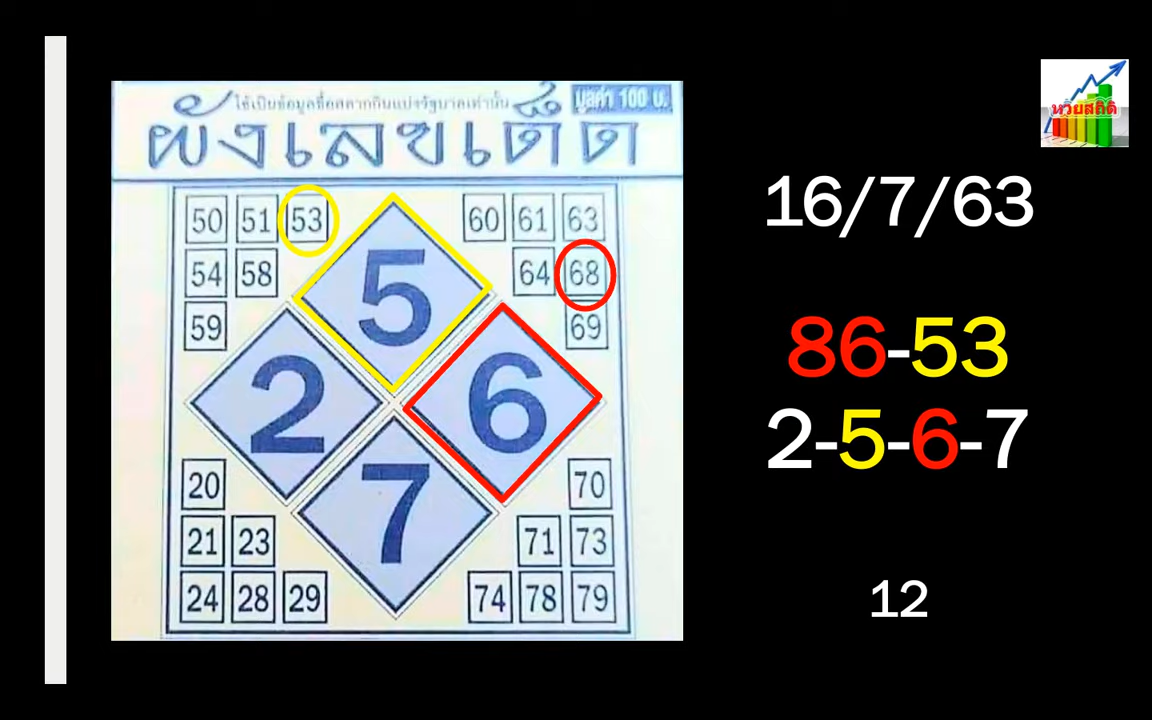 ใช้เป็นข้อมูลซื้อสลากกินแบ่งรัฐบาลเท่านั้น
มูลค่า 100 บ.
ผังเลขเด็ด
50 51 53 60 61 63
54 58 64 68
59 69
5
2 6
7
20 70
21 23 71 73
24 28 29 74 78 79
หวยสถิติ
16/7/63
86-53
2-5-6-7
12